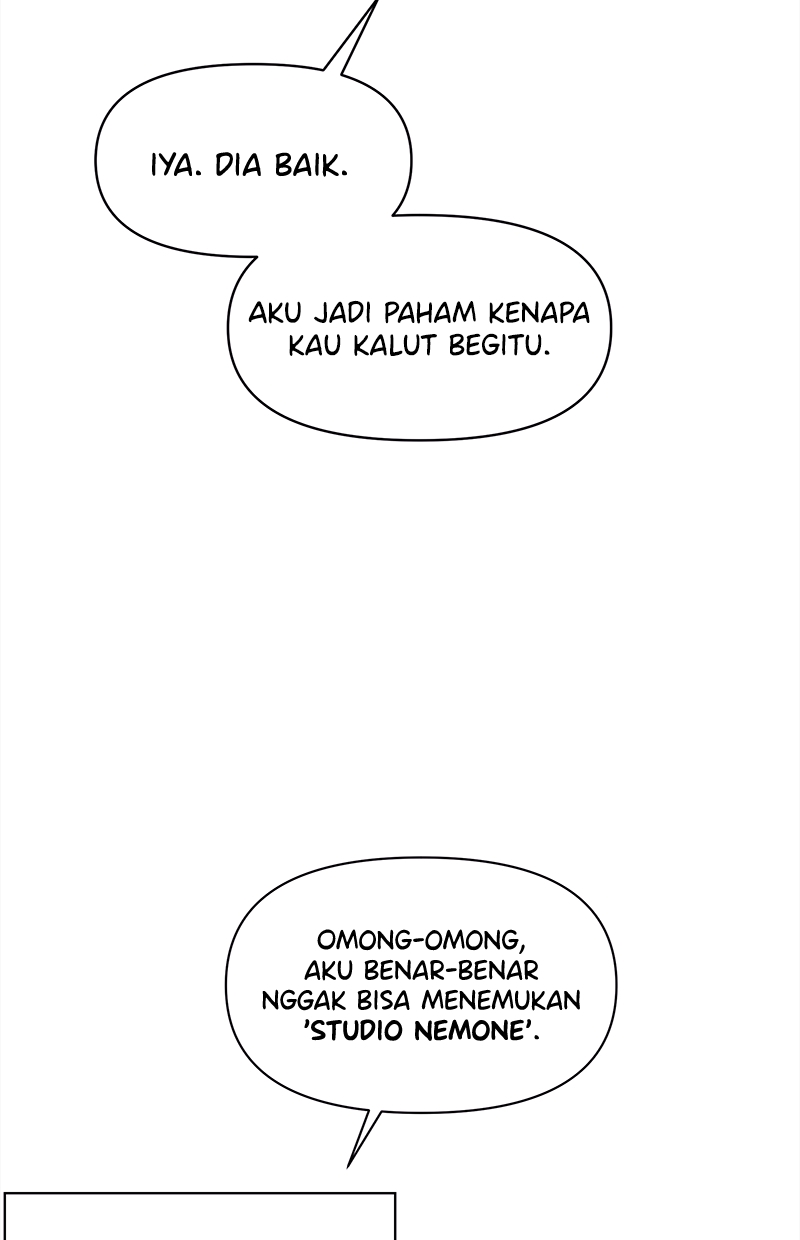 IYA. DIA BAIK.
AKU JADI PAHAM KENAPA
KAU KALUT BEGITU.
OMONG-OMONG,
AKU BENAR-BENAR
NGGAK BISA MENEMUKAN
'STUDIO NEMONE'.